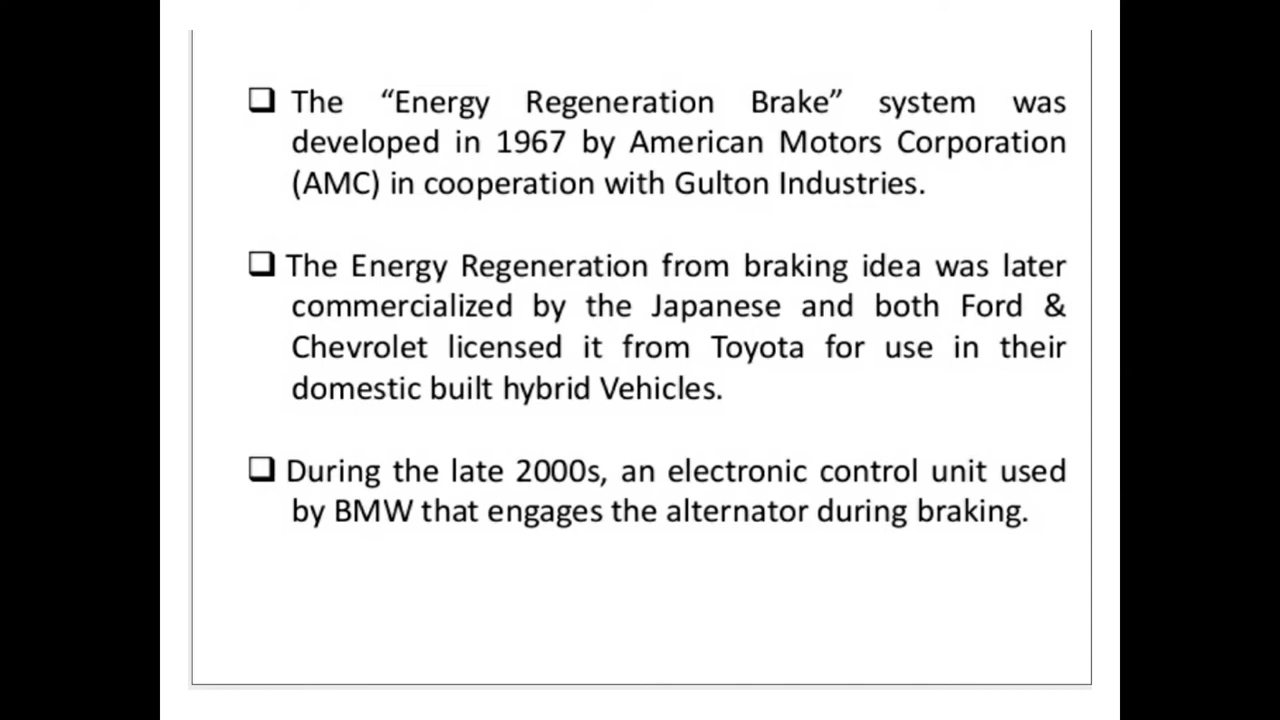 The “Energy Regeneration Brake” system was
developed in 1967 by American Motors Corporation
(AMC) in cooperation with Gulton Industries.
The Energy Regeneration from braking idea was later
commercialized by the Japanese and both Ford &
Chevrolet licensed it from Toyota for use in their
domestic built hybrid Vehicles.
During the late 2000s, an electronic control unit used
by BMW that engages the alternator during braking.